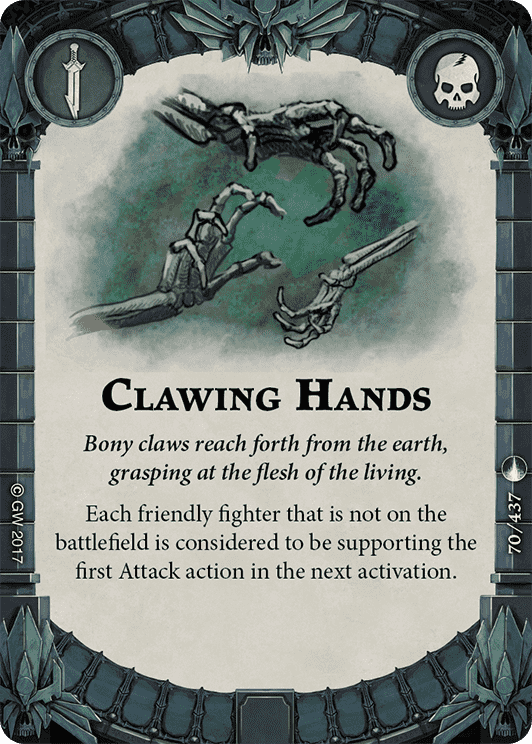 CLAWING HANDS
Bony claws reach forth from the earth,
grasping at the flesh of the living.
Each friendly fighter that is not on the
battlefield is considered to be supporting the
first Attack action in the next activation.
© GW 2017
70/437